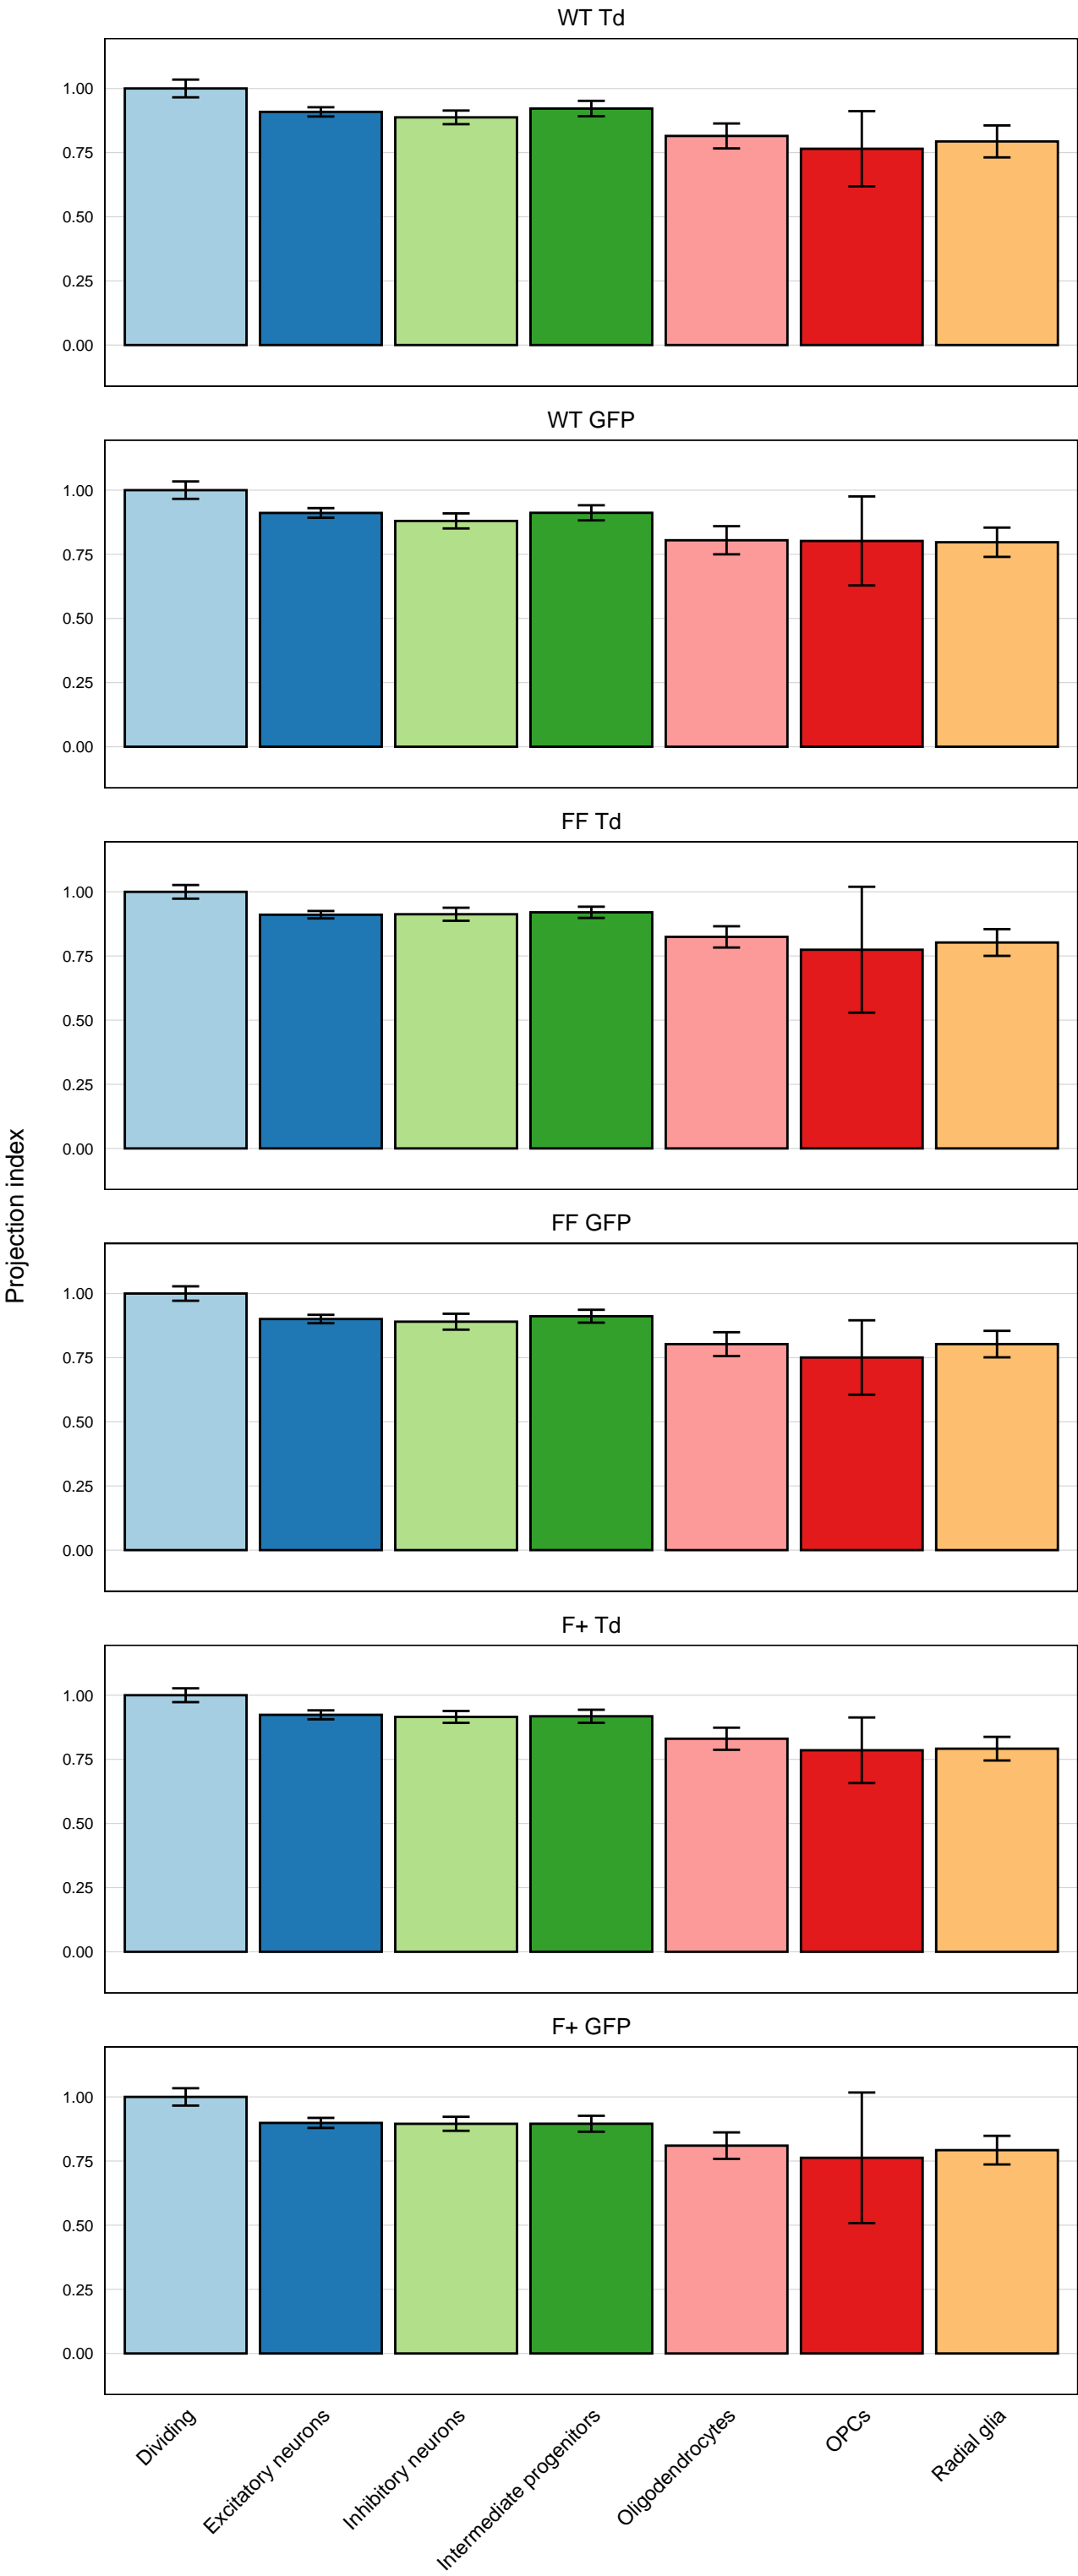 WT Td
1.00
0.75
0.50
0.25
0.00
WT GFP
1.00
0.75
0.50
0.25
0.00
FF Td
1.00
0.75
0.50
0.25
0.00
Projection index
FF GFP
1.00
0.75
0.50
0.25
0.00
F+ Td
1.00
0.75
0.50
0.25
0.00
F+ GFP
1.00
0.75
0.50
0.25
0.00
Dividing
Excitatory neurons
Inhibitory neurons
Intermediate progenitors
Oligodendrocytes
OPCs
Radial glia